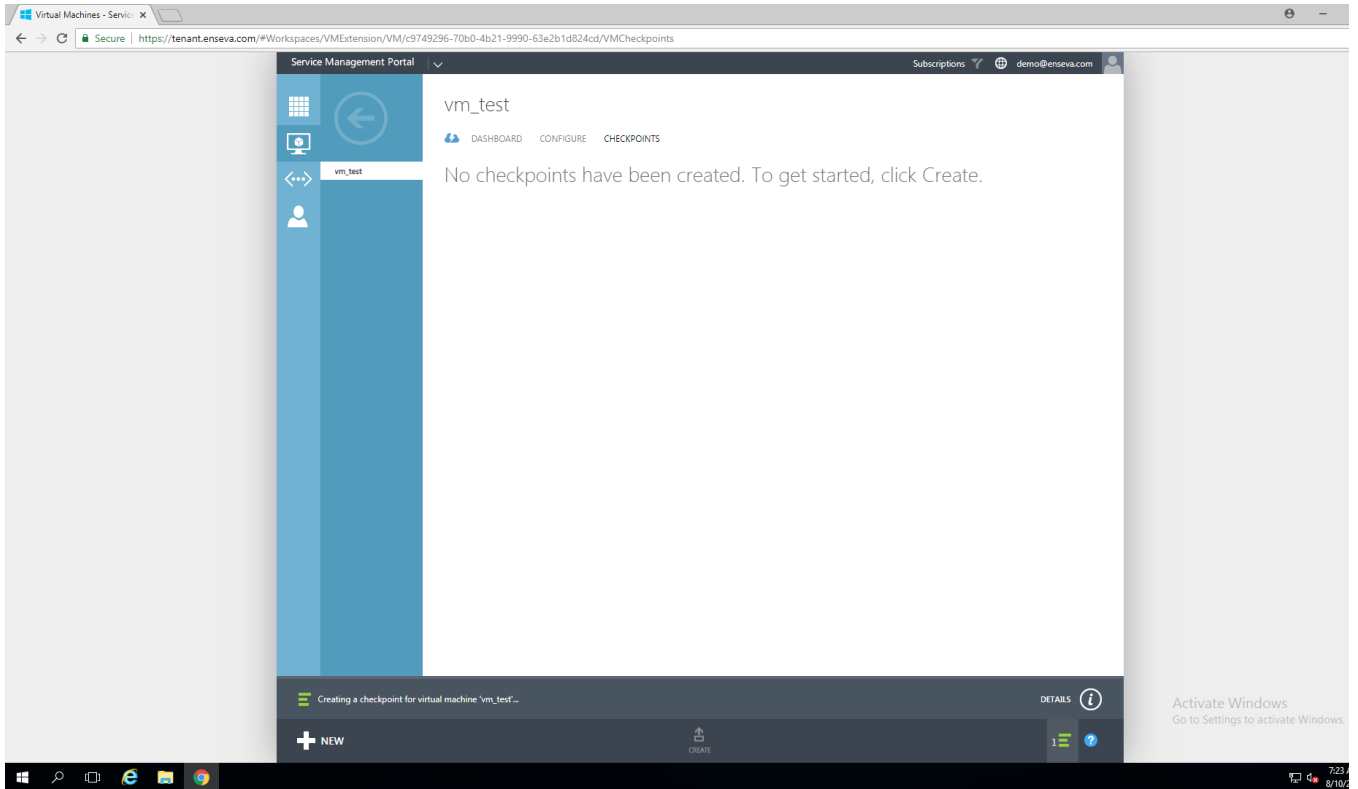 Virtual Machines - Servic
Secure | https://tenant.enseva.com/#Workspaces/VMExtension/VM/c9749296-70b0-4b21-9990-63e2b1d824cd/VMCheckpoints
Service Management Portal
Subscriptions
demo@enseva.com
vm_test
DASHBOARD CONFIGURE CHECKPOINTS
vm_test
No checkpoints have been created. To get started, click Create.
Creating a checkpoint for virtual machine 'vm_test'...
DETAILS
Activate Windows
Go to Settings to activate Windows.
NEW
CREATE
1
7:23 A
8/10/2